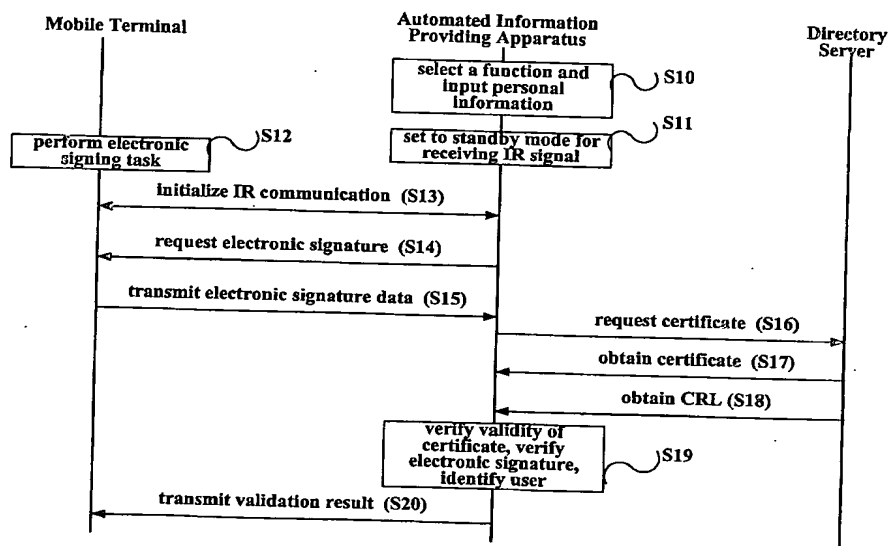 Mobile Terminal
Automated Information
Providing Apparatus
Directory
Server
select a function and
input personal
information
S10
perform electronic
signing task
S12
set to standby mode for
receiving IR signal
S11
initialize IR communication (S13)
request electronic signature (S14)
transmit electronic signature data (S15)
request certificate (S16)
obtain certificate (S17)
obtain CRL (S18)
verify validity of
certificate, verify
electronic signature,
identify user
S19
transmit validation result (S20)